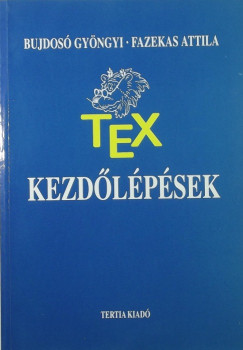 BUJDOSÓ GYÖNGYI · FAZEKAS ATTILA
TEX
KEZDŐLÉPÉSEK
TERTIA KIADÓ